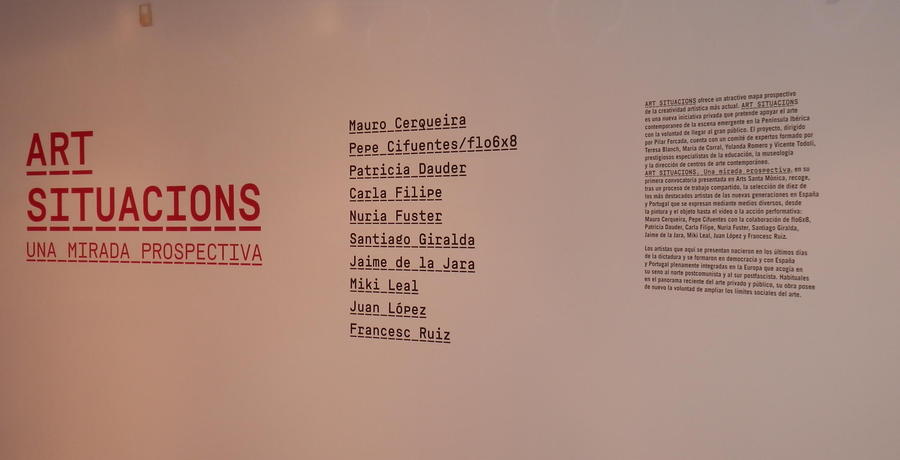 ART
SITUACIONS
UNA MIRADA PROSPECTIVA
Mauro Cerqueira
Pepe Cifuentes/flo6x8
Patricia Dauder
Carla Filipe
Nuria Fuster
Santiago Giralda
Jaime de la Jara
Miki Leal
Juan López
Francesc Ruiz
ART SITUACIONS ofrece un atractivo mapa prospectivo
de la creatividad artística más actual. ART SITUACIONS
es una nueva iniciativa privada que pretende apoyar el arte
contemporáneo de la escena emergente en la Península Ibérica
con la voluntad de llegar al gran público. El proyecto, dirigido
por Pilar Forcada, cuenta con un comité de expertos formado por
Teresa Blanch, María de Corral, Yolanda Romero y Vicente Todolí,
prestigiosos especialistas de la educación, la museología
y la dirección de centros de arte contemporáneo.
ART SITUACIONS. Una mirada prospectiva, en su
primera convocatoria presentada en Arts Santa Mònica, recoge,
tras un proceso de trabajo compartido, la selección de diez de
los más destacados artistas de las nuevas generaciones en España
y Portugal que se expresan mediante medios diversos, desde
la pintura y el objeto hasta el vídeo o la acción performativa:
Mauro Cerqueira, Pepe Cifuentes con la colaboración de flo6x8,
Patricia Dauder, Carla Filipe, Nuria Fuster, Santiago Giralda,
Jaime de la Jara, Miki Leal, Juan López y Francesc Ruiz.
Los artistas que aquí se presentan nacieron en los últimos días
de la dictadura y se formaron en democracia y con España
y Portugal plenamente integradas en la Europa que acogía en
su seno al norte postcomunista y al sur postfascista. Habituales
en el panorama reciente del arte privado y público, su obra posee
de nuevo la voluntad de ampliar los límites sociales del arte.